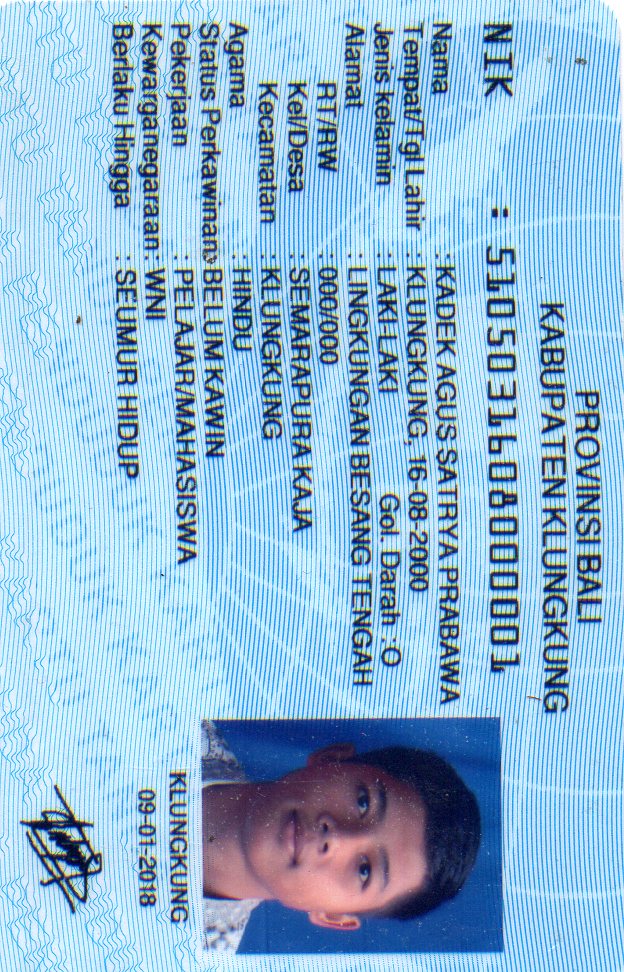 PROVINSI BALI
KABUPATEN KLUNGKUNG
NIK : 5105031608000001
Nama : KADEK AGUS SATRYA PRABAWA
Tempat/Tgl Lahir : KLUNGKUNG, 16-08-2000
Jenis kelamin : LAKI-LAKI Gol. Darah : O
Alamat : LINGKUNGAN BESANG TENGAH
RT/RW : 000/000
Kel/Desa : SEMARAPURA KAJA
Kecamatan : KLUNGKUNG
Agama : HINDU
Status Perkawinan: BELUM KAWIN
Pekerjaan : PELAJAR/MAHASISWA
Kewarganegaraan: WNI
Berlaku Hingga : SEUMUR HIDUP
KLUNGKUNG
09-01-2018